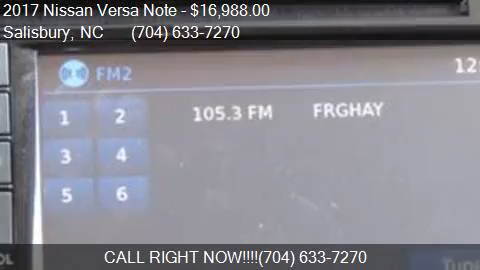 2017 Nissan Versa Note - $16,988.00
Salisbury, NC (704) 633-7270
FM2 12:
1 2 105.3 FM FRGHAY
3 4
5 6
CALL RIGHT NOW!!!!(704) 633-7270